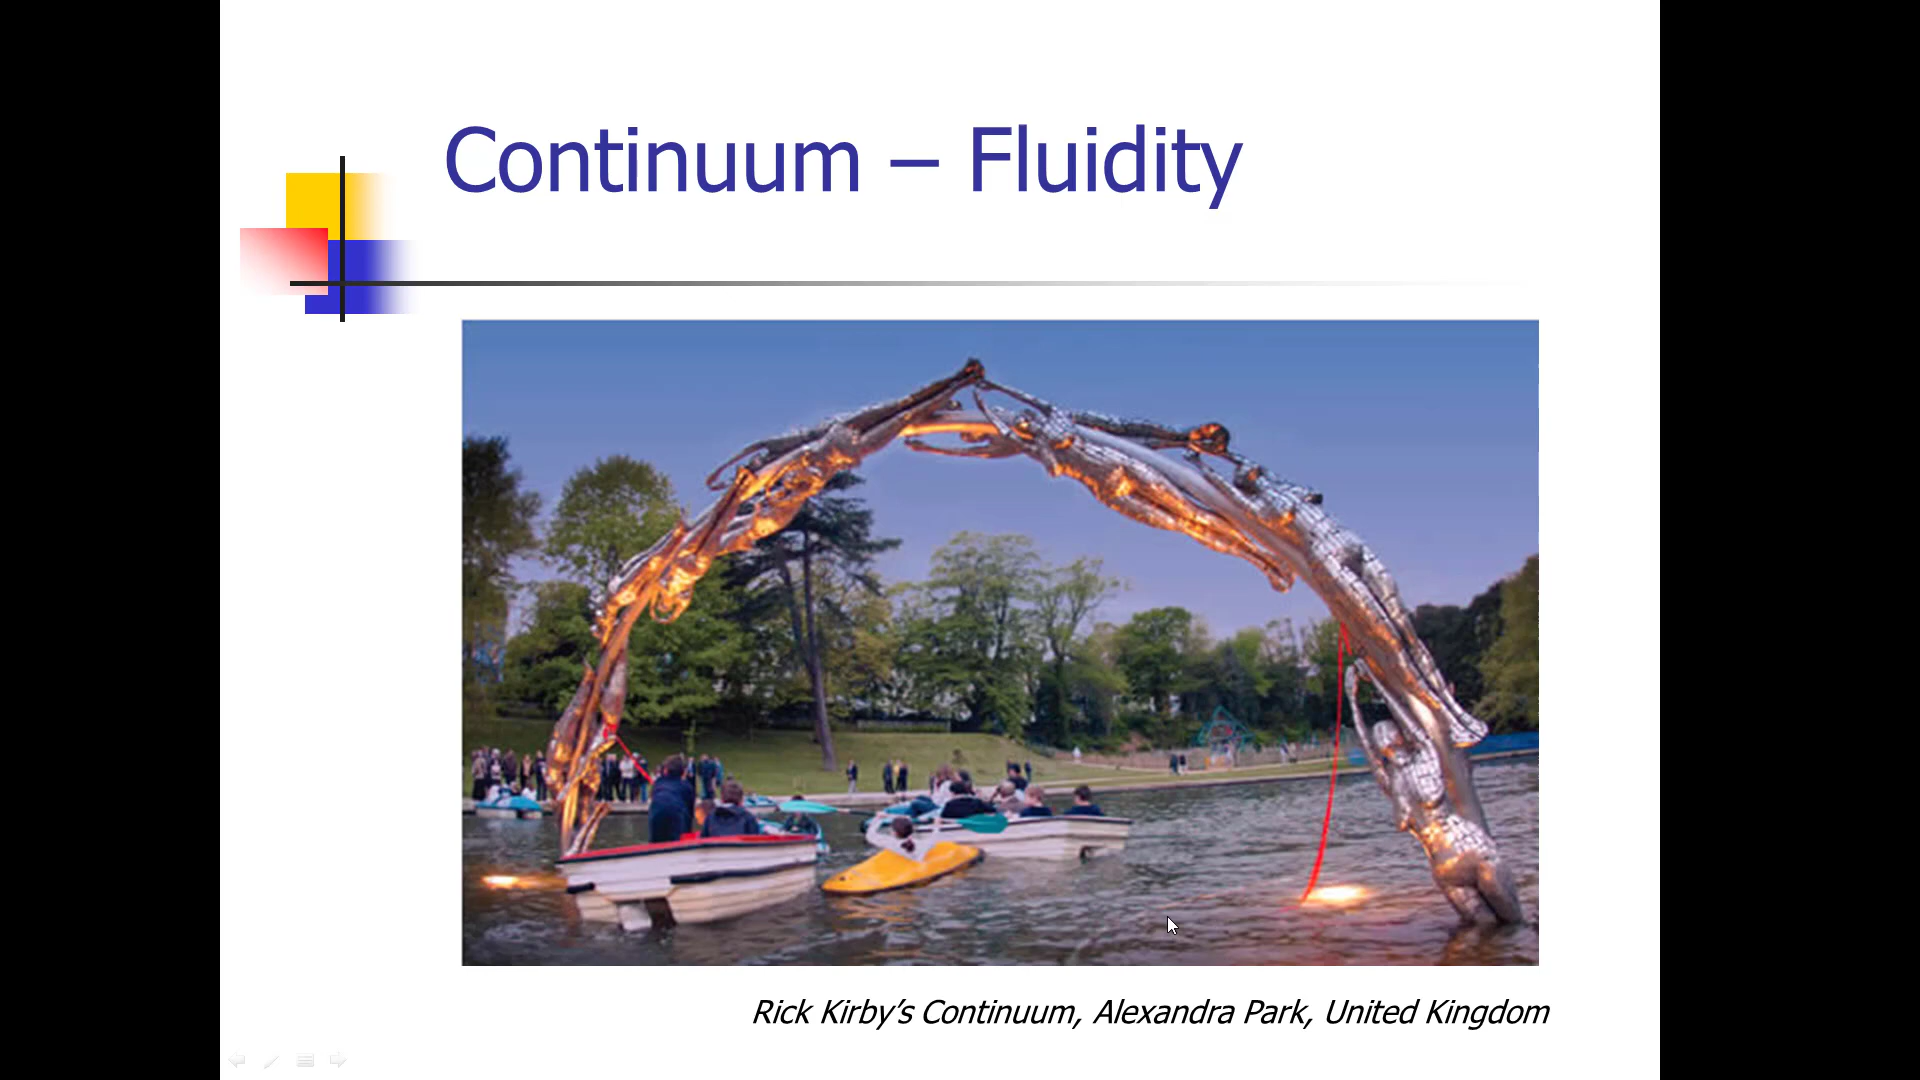 Continuum – Fluidity
Rick Kirby's Continuum, Alexandra Park, United Kingdom